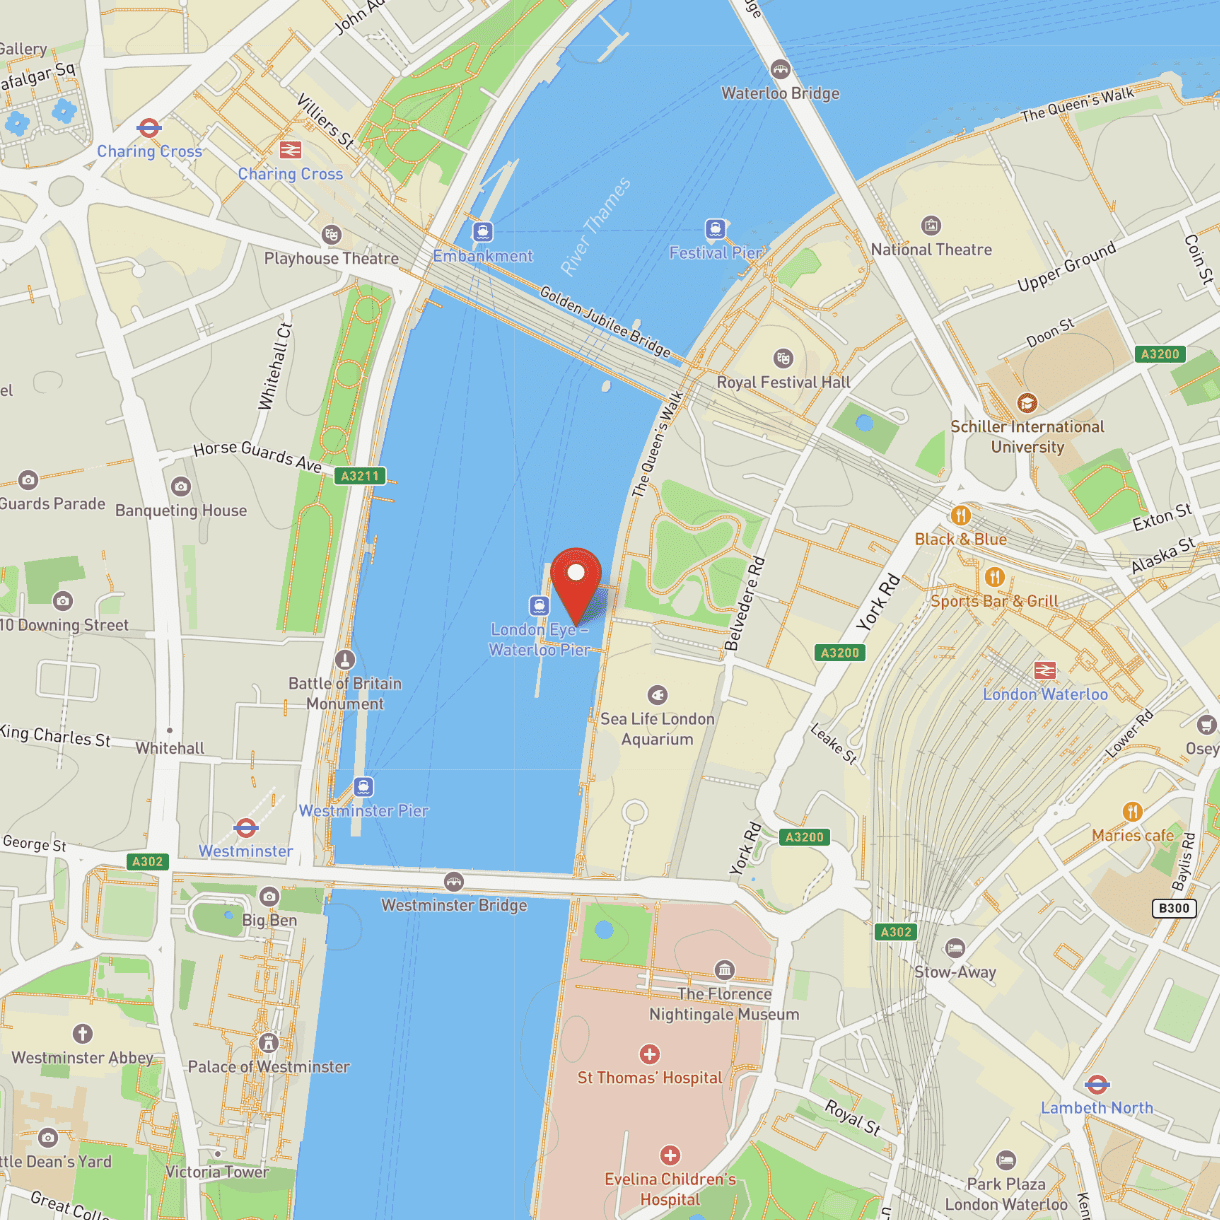 John Ad
Bridge
Gallery
afalgar Sq
Villiers St
Waterloo Bridge
The Queen's Walk
Charing Cross
Charing Cross
River Thames
Playhouse Theatre
Embankment
Festival Pier
National Theatre
Upper Ground
Coin St
Golden Jubilee Bridge
Doon St
A3200
Whitehall Ct
Royal Festival Hall
el
The Queen's Walk
Schiller International
University
Horse Guards Ave
A3211
Guards Parade
Banqueting House
Exton St
Black & Blue
Alaska St
Belvedere Rd
York Rd
Sports Bar & Grill
10 Downing Street
London Eye –
Waterloo Pier
A3200
Battle of Britain
Monument
London Waterloo
Sea Life London
Aquarium
King Charles St
Whitehall
Leake St
Lower Rd
Osey
Westminster Pier
George St
Westminster
York Rd
A3200
Maries cafe
A302
Baylis Rd
Big Ben
Westminster Bridge
B300
A302
Stow-Away
The Florence
Nightingale Museum
Westminster Abbey
Palace of Westminster
St Thomas' Hospital
Lambeth North
Royal St
ttle Dean's Yard
Victoria Tower
Evelina Children's
Hospital
Park Plaza
London Waterloo
Great Colle
Kenn
Ln